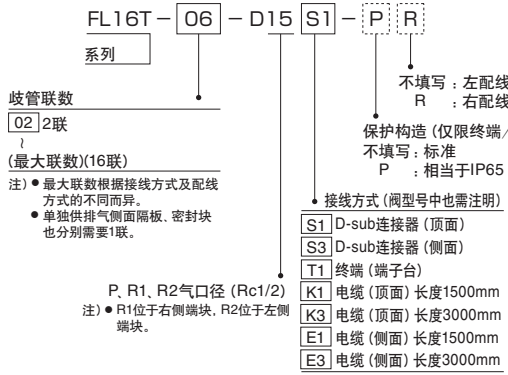 FL16T－06－D15 S1－P R
系列
不填写：左配线
R ：右配线
歧管联数
02 2联
~
(最大联数)(16联)
注）● 最大联数根据接线方式及配线
方式的不同而异。
● 单独供排气侧面隔板、密封块
也分别需要1联。
保护构造 (仅限终端/
不填写：标准
P ：相当于IP65
接线方式 (阀型号中也需注明)
S1 D-sub连接器 (顶面)
S3 D-sub连接器 (侧面)
T1 终端 (端子台)
K1 电缆 (顶面) 长度1500mm
K3 电缆 (顶面) 长度3000mm
E1 电缆 (侧面) 长度1500mm
E3 电缆 (侧面) 长度3000mm
P、R1、R2气口径 (Rc1/2)
注）● R1位于右侧端块, R2位于左侧
端块。